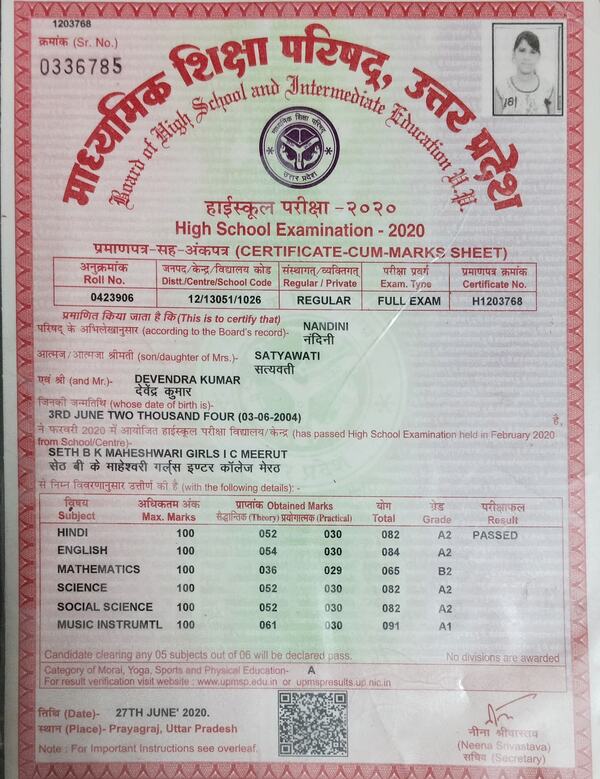 1203768
क्रमांक (Sr. No.)
0336785
माध्यमिक शिक्षा परिषद्, उत्तर प्रदेश
Board of High School and Intermediate Education U.P.
माध्यमिक शिक्षा परिषद्
उत्तर प्रदेश
181
हाईस्कूल परीक्षा -२०२०
High School Examination - 2020
प्रमाणपत्र-सह-अंकपत्र (CERTIFICATE-CUM-MARKS SHEET)
अनुक्रमांक जनपद/केन्द्र/विद्यालय कोड संस्थागत/व्यक्तिगत परीक्षा प्रवर्ग प्रमाणपत्र क्रमांक
Roll No. Distt./Centre/School Code Regular / Private Exam. Type Certificate No.
0423906 12/13051/1026 REGULAR FULL EXAM H1203768
प्रमाणित किया जाता है कि(This is to certify that)
परिषद् के अभिलेखानुसार (according to the Board's record)- NANDINI
नंदिनी
आत्मज/आत्मजा श्रीमती (son/daughter of Mrs.)- SATYAWATI
सत्यवती
एवं श्री (and Mr.)- DEVENDRA KUMAR
देवेंद्र कुमार
जिनकी जन्मतिथि (whose date of birth is)-
3RD JUNE TWO THOUSAND FOUR (03-06-2004) है,
ने फरवरी 2020 में आयोजित हाईस्कूल परीक्षा विद्यालय/केन्द्र (has passed High School Examination held in February 2020
from School/Centre)-
SETH B K MAHESHWARI GIRLS I C MEERUT
सेठ बी के माहेश्वरी गर्ल्स इण्टर कॉलेज मेरठ
से निम्न विवरणानुसार उत्तीर्ण की है (with the following details): -
विषय अधिकतम अंक प्राप्तांक Obtained Marks योग ग्रेड परीक्षाफल
Subject Max. Marks सैद्धान्तिक (Theory) प्रयोगात्मक (Practical) Total Grade Result
HINDI 100 052 030 082 A2 PASSED
ENGLISH 100 054 030 084 A2
MATHEMATICS 100 036 029 065 B2
SCIENCE 100 052 030 082 A2
SOCIAL SCIENCE 100 052 030 082 A2
MUSIC INSTRUMTL 100 061 030 091 A1
Candidate clearing any 05 subjects out of 06 will be declared pass. No divisions are awarded
Category of Moral, Yoga, Sports and Physical Education- A
For result verification visit website : www.upmsp.edu.in or upmspresults.up.nic.in
तिथि (Date)- 27TH JUNE' 2020.
स्थान (Place)- Prayagraj, Uttar Pradesh
Note : For Important Instructions see overleaf.
नीना श्रीवास्तव
(Neena Srivastava)
सचिव (Secretary)